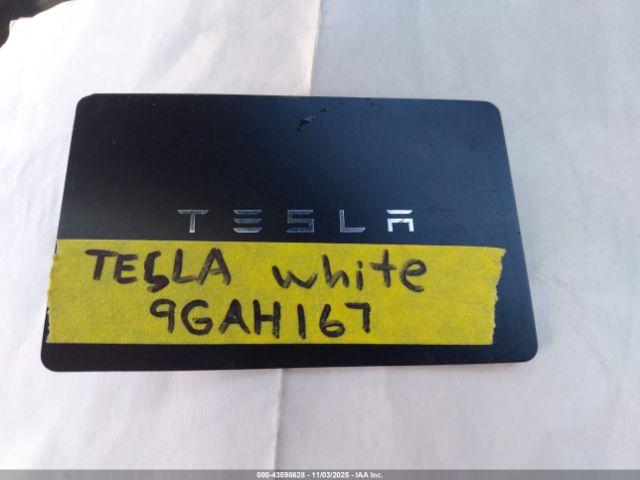 TESLA
TESLA white
9GAH167
000-43598628 - 11/03/2025 - IAA Inc.